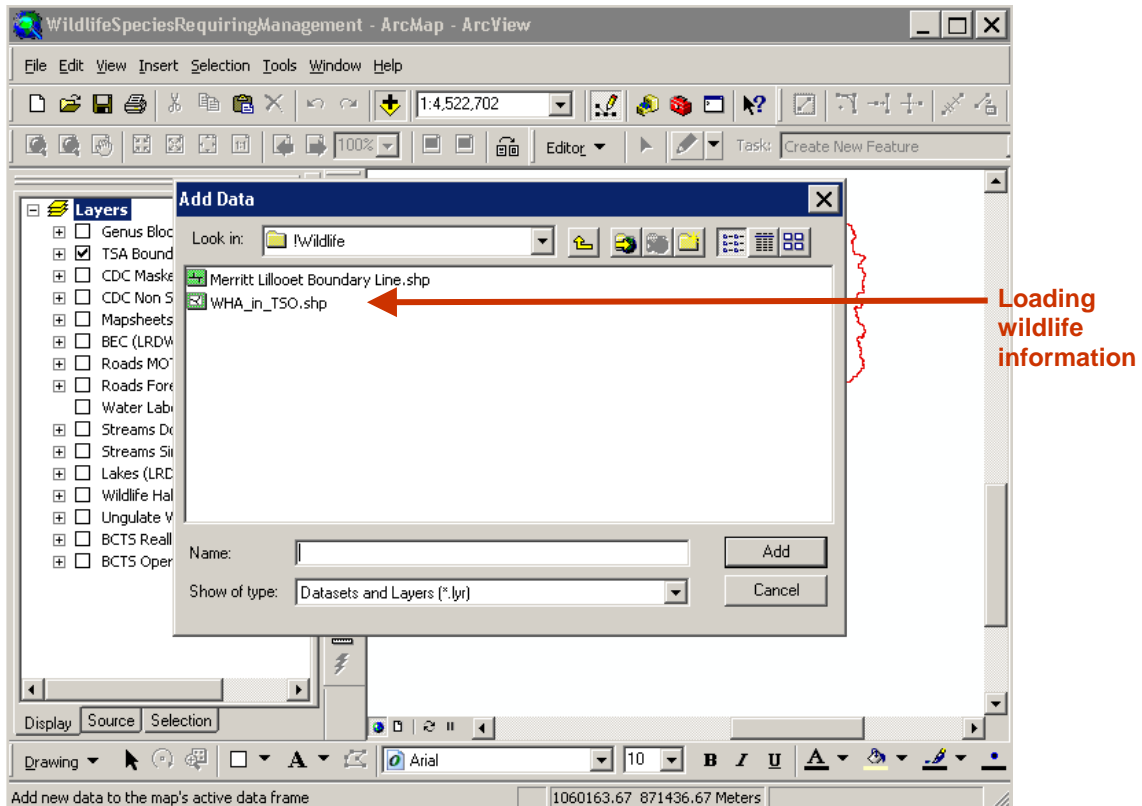 WildlifeSpeciesRequiringManagement - ArcMap - ArcView
File Edit View Insert Selection Tools Window Help
1:4,522,702
100% Editor Task: Create New Feature
Layers
Genus Bloc
TSA Bound
CDC Maske
CDC Non S
Mapsheets
BEC (LRDW
Roads MOT
Roads Fore
Water Labe
Streams Do
Streams Si
Lakes (LRD
Wildlife Hal
Ungulate W
BCTS Reall
BCTS Oper
Add Data
Look in: !Wildlife
Merritt Lillooet Boundary Line.shp
WHA_in_TSO.shp
Name: Add
Show of type: Datasets and Layers (*.lyr) Cancel
Loading
wildlife
information
Display Source Selection
Drawing A Arial 10 B I U A
Add new data to the map's active data frame 1060163.67 871436.67 Meters